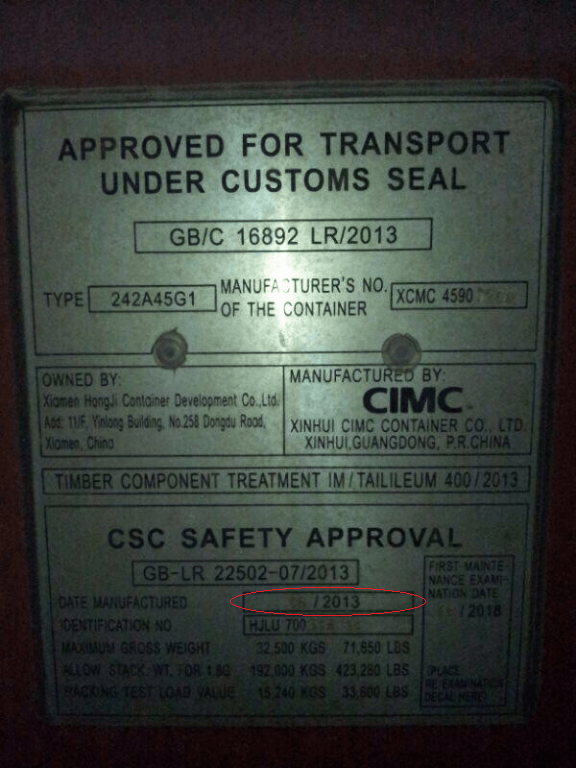 APPROVED FOR TRANSPORT
UNDER CUSTOMS SEAL
GB/C 16892 LR/2013
TYPE 242A45G1
MANUFACTURER'S NO.
OF THE CONTAINER
XCMC 4590
OWNED BY:
Xiamen HongJi Container Development Co.,Ltd.
Add: 11/F, Yinlong Building, No.258 Dongdu Road,
Xiamen, China
MANUFACTURED BY:
CIMC
XINHUI CIMC CONTAINER CO., LTD.
XINHUI,GUANGDONG, P.R.CHINA
TIMBER COMPONENT TREATMENT IM / TAILILEUM 400 / 2013
CSC SAFETY APPROVAL
GB-LR 22502-07/2013
DATE MANUFACTURED / 2013
IDENTIFICATION NO HJLU 700
MAXIMUM GROSS WEIGHT 32,500 KGS 71,650 LBS
ALLOW. STACK. WT. FOR 1.8G 192,000 KGS 423,280 LBS
RACKING TEST LOAD VALUE 15,240 KGS 33,600 LBS
FIRST MAINTE-
NANCE EXAMI-
NATION DATE
/ 2018
(PLACE
RE-EXAMINATION
DECAL HERE)